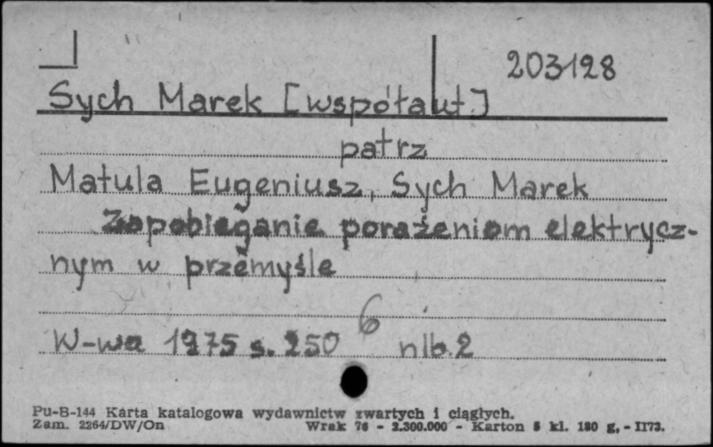 203128
Sych Marek [współaut.]
patrz
Matula Eugeniusz, Sych Marek
Zapobieganie porażeniom elektrycz-
nym w przemyśle
6
W-wa 1975 s. 250 nlb. 2
Pu-B-144 Karta katalogowa wydawnictw zwartych i ciągłych.
Zam. 2264/DW/On Wrak 76 - 2.300.000 - Karton 5 kl. 180 g, - I173.